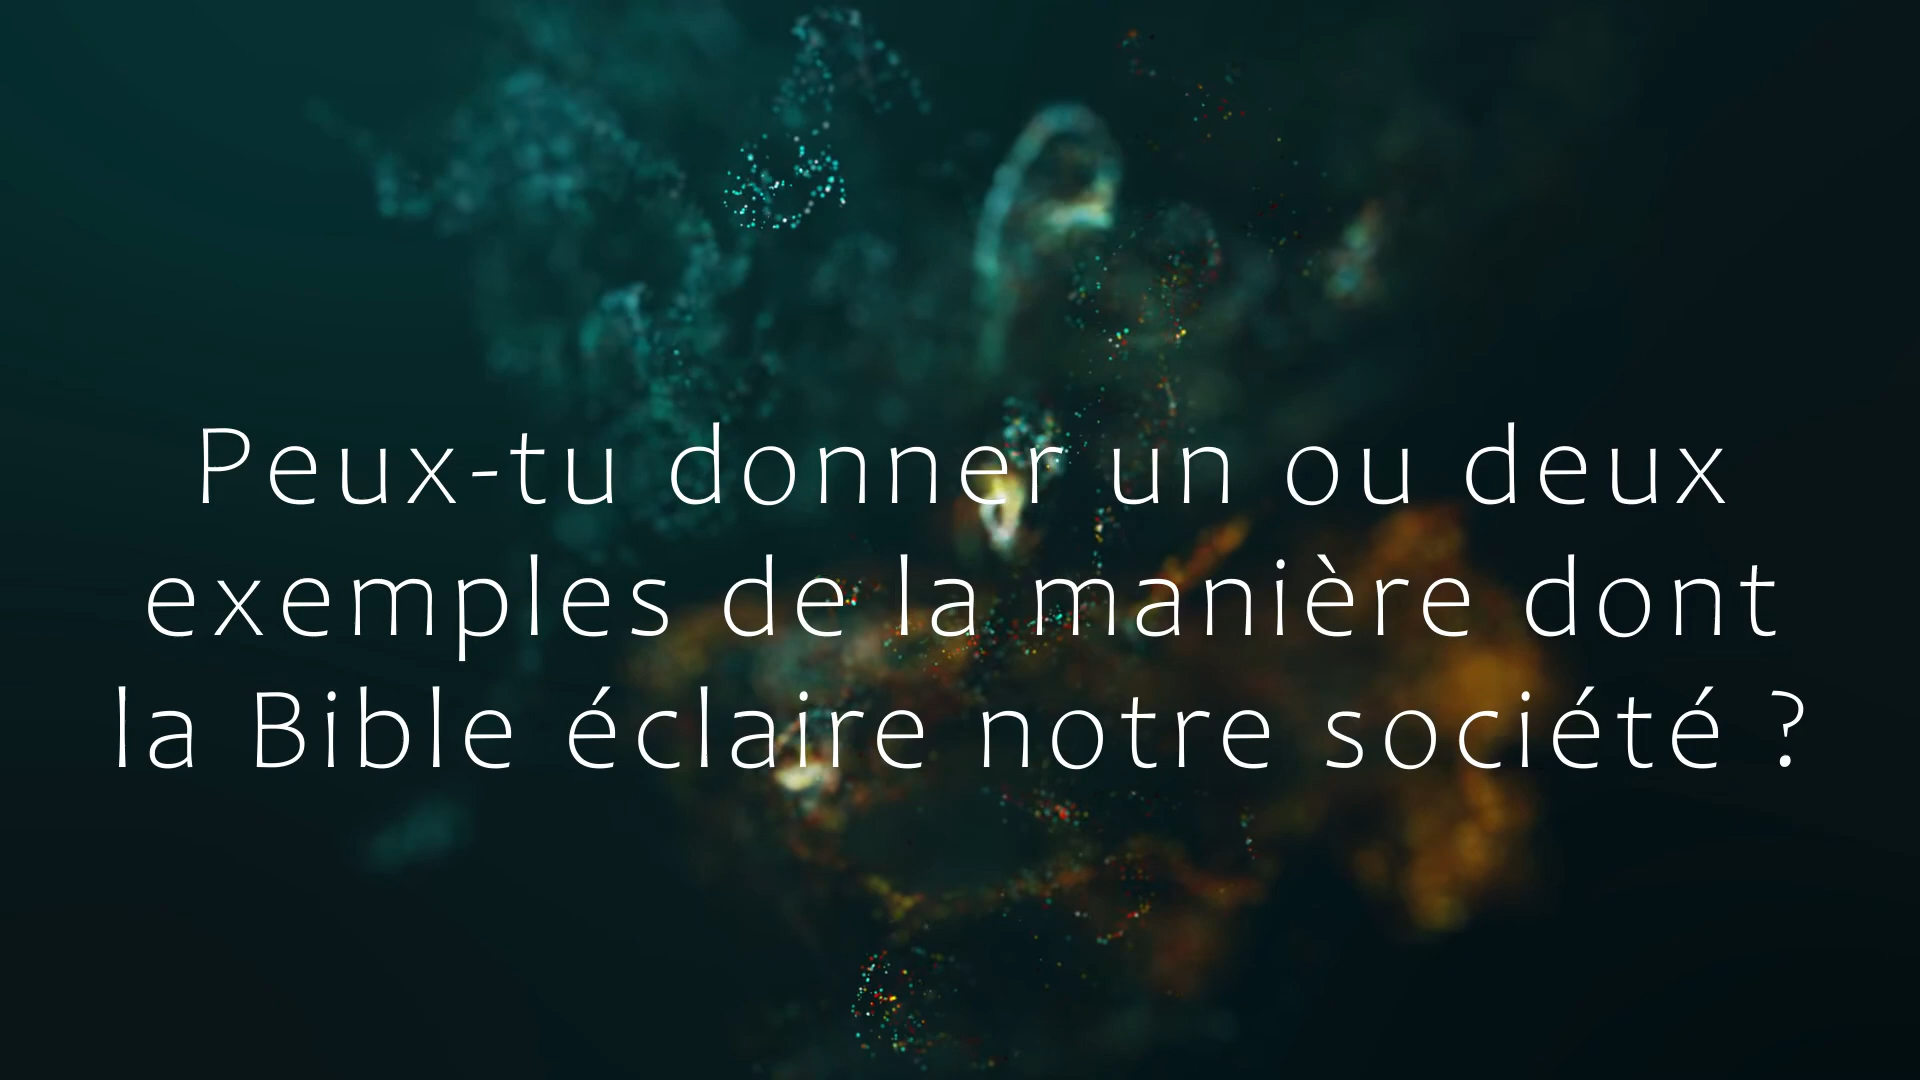 Peux-tu donner un ou deux
exemples de la manière dont
la Bible éclaire notre société ?